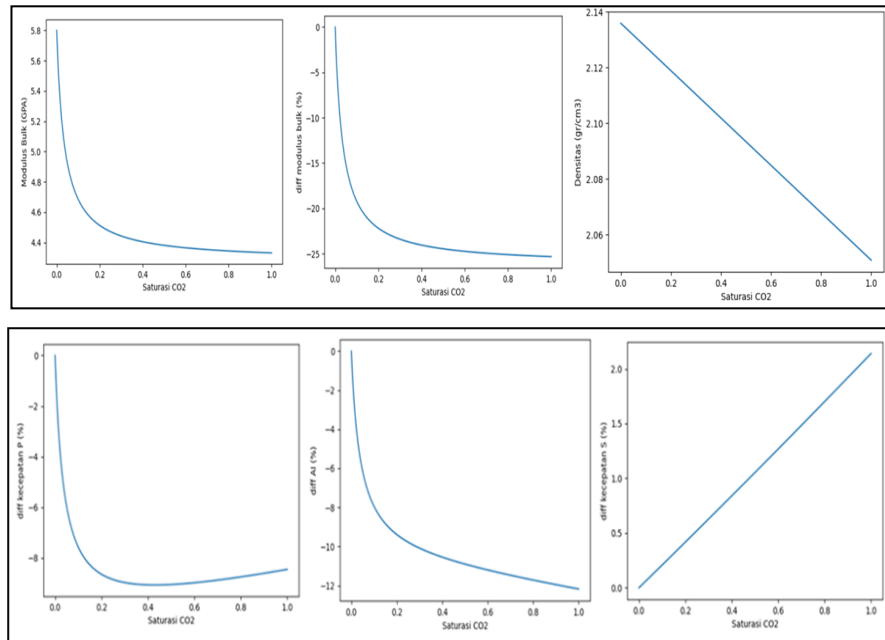 Modulus Bulk (GPA)
5.8
5.6
5.4
5.2
5.0
4.8
4.6
4.4
0.0 0.2 0.4 0.6 0.8 1.0
Saturasi CO2
diff modulus bulk (%)
0
−5
−10
−15
−20
−25
0.0 0.2 0.4 0.6 0.8 1.0
Saturasi CO2
Densitas (gr/cm3)
2.14
2.12
2.10
2.08
2.06
0.0 0.2 0.4 0.6 0.8 1.0
Saturasi CO2
diff kecepatan P (%)
0
−2
−4
−6
−8
0.0 0.2 0.4 0.6 0.8 1.0
Saturasi CO2
diff AI (%)
0
−2
−4
−6
−8
−10
−12
0.0 0.2 0.4 0.6 0.8 1.0
Saturasi CO2
diff kecepatan S (%)
2.0
1.5
1.0
0.5
0.0
0.0 0.2 0.4 0.6 0.8 1.0
Saturasi CO2